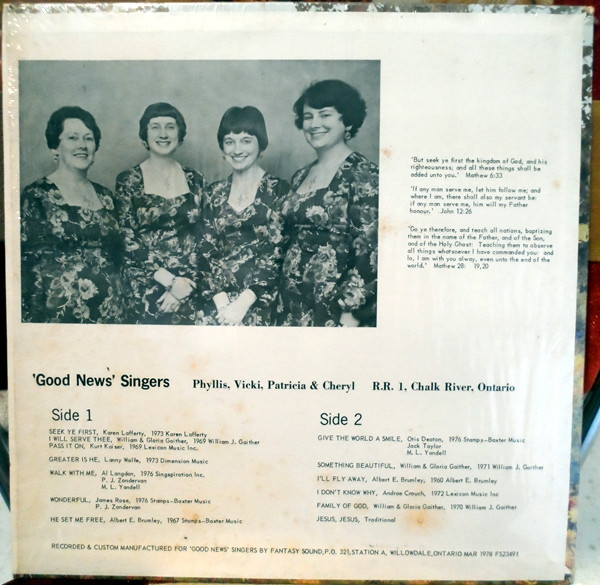 'But seek ye first the kingdom of God, and his
righteousness; and all these things shall be
added unto you.' Mathew 6:33
'If any man serve me, let him follow me; and
where I am, there shall also my servant be:
if any man serve me, him will my Father
honour.' John 12:26
'Go ye therefore, and teach all nations, baptizing
them in the name of the Father, and of the Son,
and of the Holy Ghost: Teaching them to observe
all things whatsoever I have commanded you: and
lo, I am with you alway, even unto the end of the
world.' Mathew 28: 19,20
'Good News' Singers Phyllis, Vicki, Patricia & Cheryl R.R. 1, Chalk River, Ontario
Side 1
SEEK YE FIRST, Karen Lafferty, 1973 Karen Lafferty
I WILL SERVE THEE, William & Gloria Gaither, 1969 William J. Gaither
PASS IT ON, Kurt Kaiser, 1969 Lexicon Music Inc.
GREATER IS HE, Lanny Wolfe, 1973 Dimension Music
WALK WITH ME, Al Langdon, 1976 Singspiration Inc.
P. J. Zondervan
M. L. Yandell
WONDERFUL, James Rose, 1976 Stamps-Baxter Music
P. J. Zondervan
HE SET ME FREE, Albert E. Brumley, 1967 Stamps-Baxter Music
Side 2
GIVE THE WORLD A SMILE, Otis Deaton, 1976 Stamps-Baxter Music
Jack Taylor
M. L. Yandell
SOMETHING BEAUTIFUL, William & Gloria Gaither, 1971 William J. Gaither
I'LL FLY AWAY, Albert E. Brumley, 1960 Albert E. Brumley
I DON'T KNOW WHY, Andrae Crouch, 1972 Lexicon Music Inc
FAMILY OF GOD, William & Gloria Gaither, 1970 William J. Gaither
JESUS, JESUS, Traditional
RECORDED & CUSTOM MANUFACTURED FOR 'GOOD NEWS' SINGERS BY FANTASY SOUND, P.O. 321, STATION A, WILLOWDALE, ONTARIO MAR 1978 FS23491